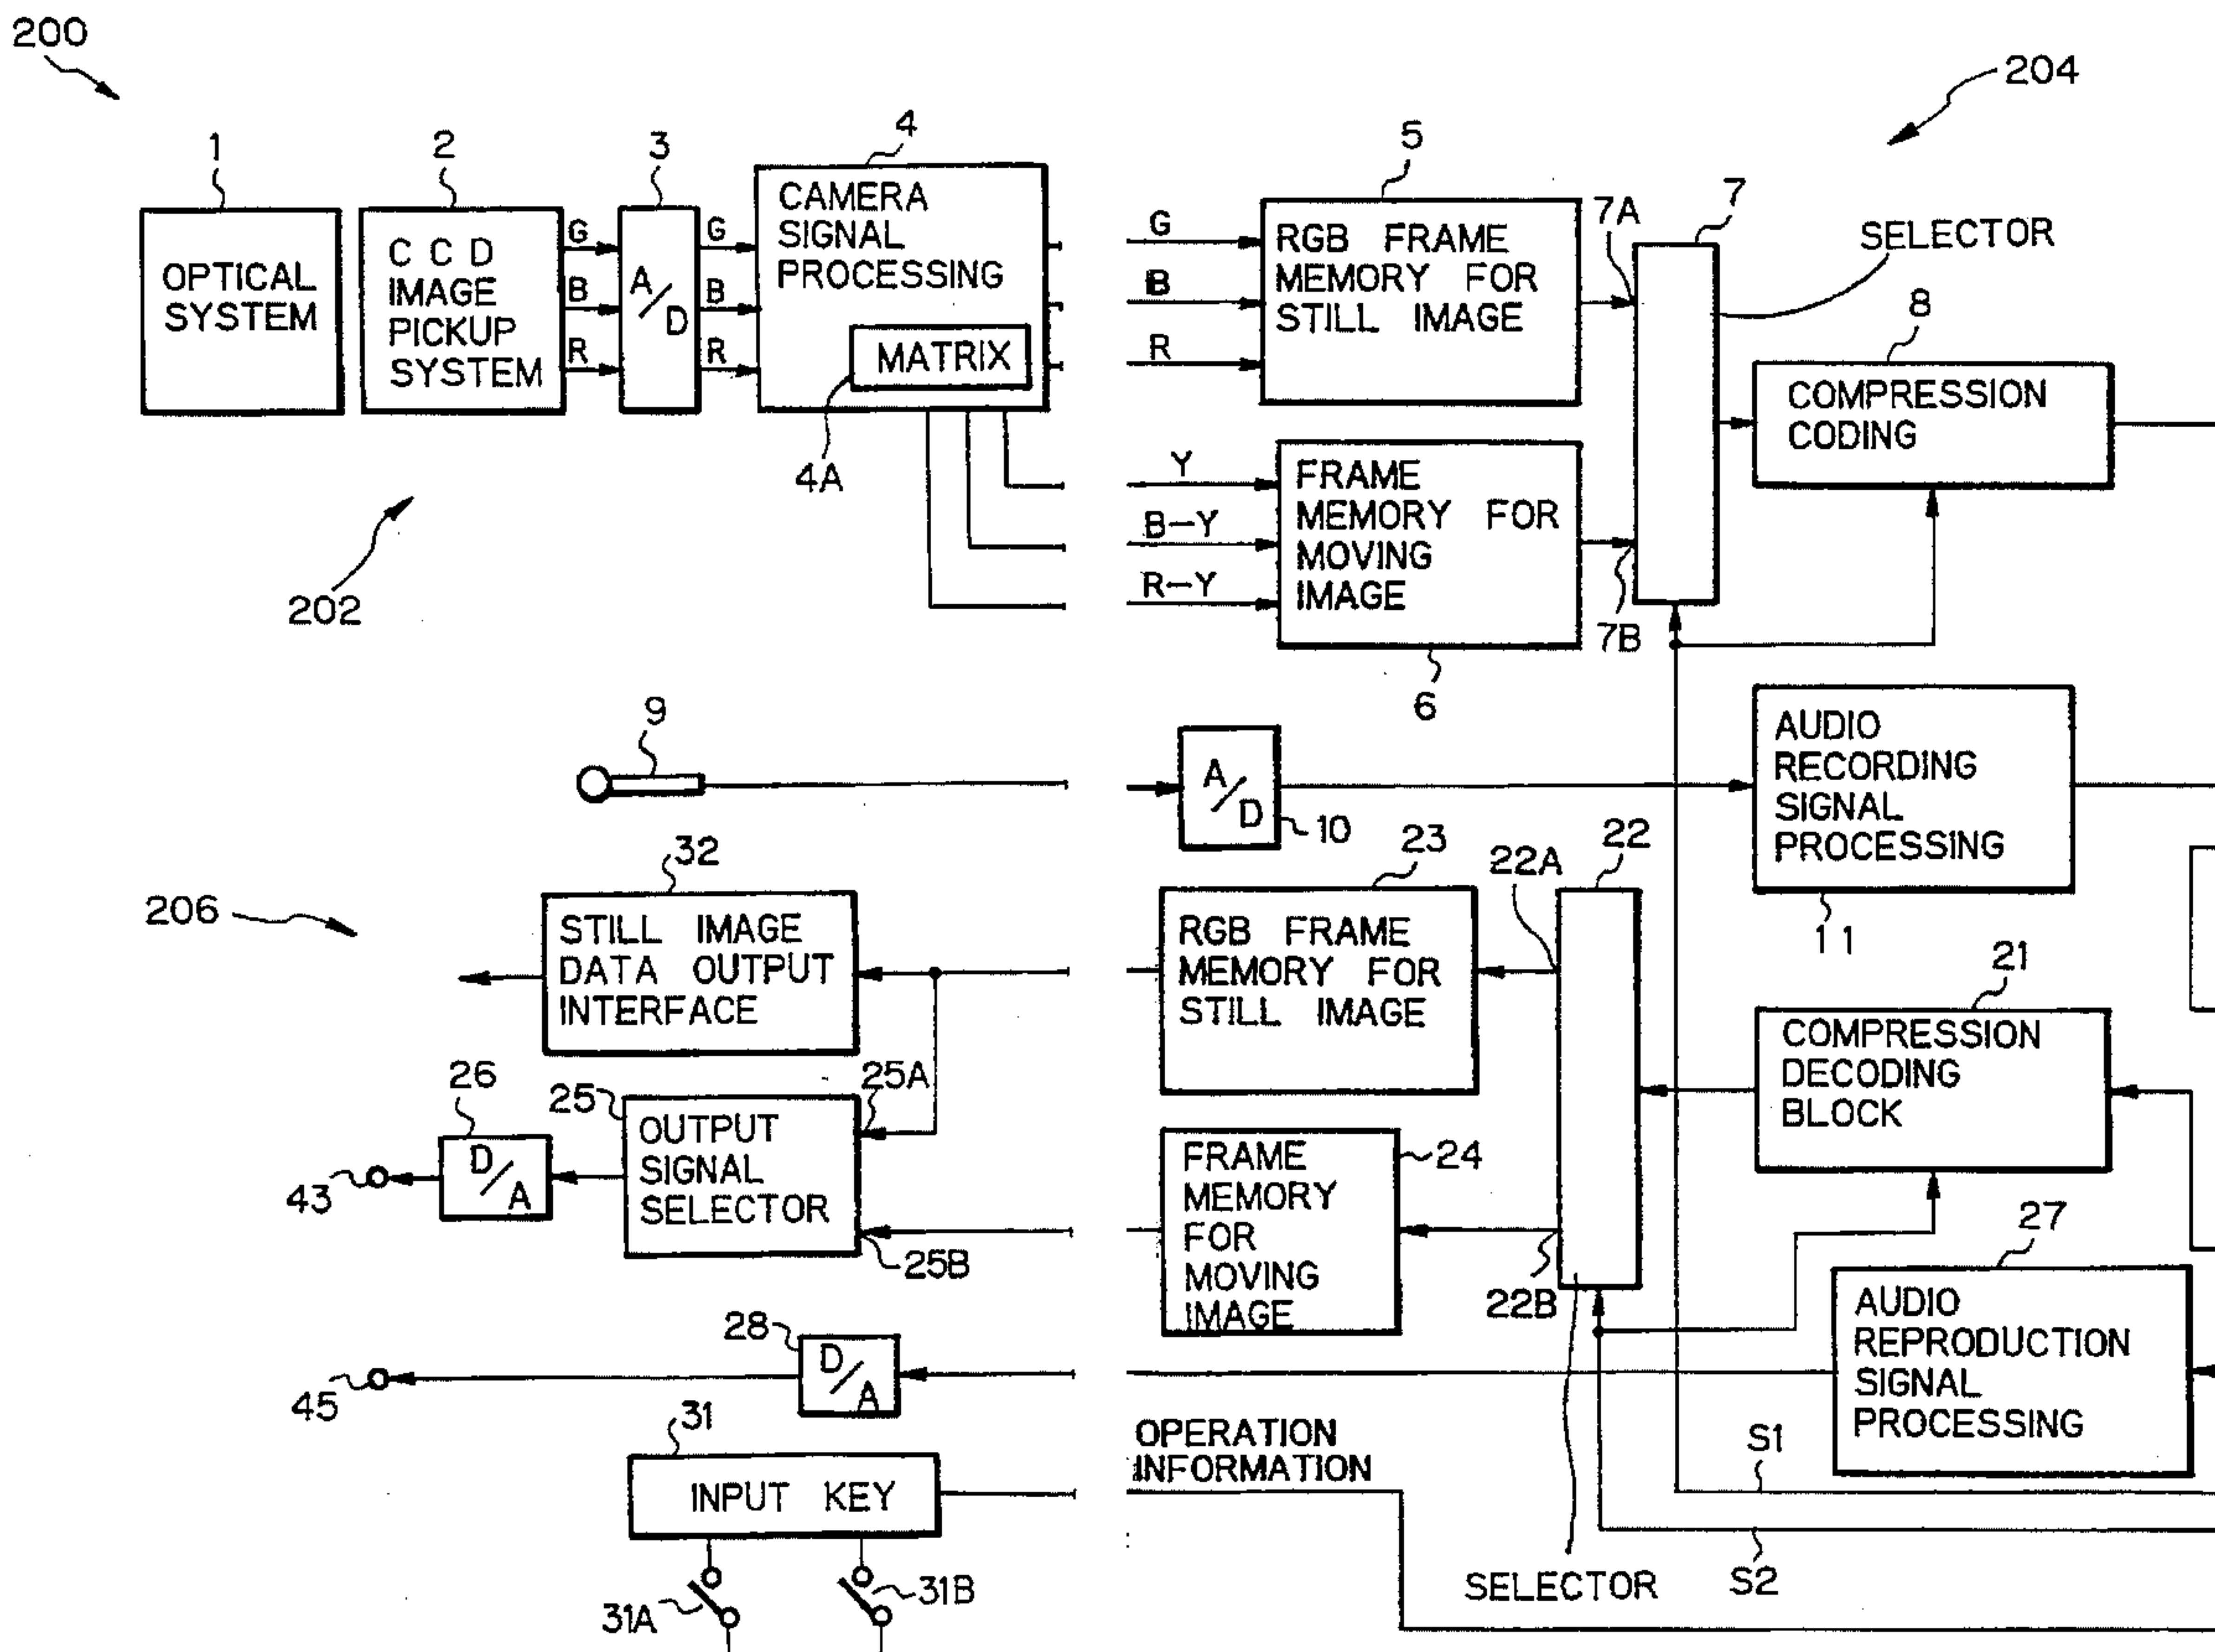 200
204
1
2
3
4
5
7
OPTICAL
SYSTEM
C C D
IMAGE
PICKUP
SYSTEM
G
B
R
A/D
G
B
R
CAMERA
SIGNAL
PROCESSING
MATRIX
4A
G
B
R
RGB FRAME
MEMORY FOR
STILL IMAGE
7A
SELECTOR
8
COMPRESSION
CODING
Y
B-Y
R-Y
FRAME
MEMORY FOR
MOVING
IMAGE
7B
6
202
9
A/D
10
AUDIO
RECORDING
SIGNAL
PROCESSING
11
206
32
STILL IMAGE
DATA OUTPUT
INTERFACE
23
RGB FRAME
MEMORY FOR
STILL IMAGE
22A
22
21
COMPRESSION
DECODING
BLOCK
26
25
25A
OUTPUT
SIGNAL
SELECTOR
25B
D/A
43
FRAME
MEMORY
FOR
MOVING
IMAGE
24
22B
27
AUDIO
REPRODUCTION
SIGNAL
PROCESSING
28
D/A
45
31
INPUT KEY
OPERATION
INFORMATION
S1
S2
SELECTOR
31A
31B